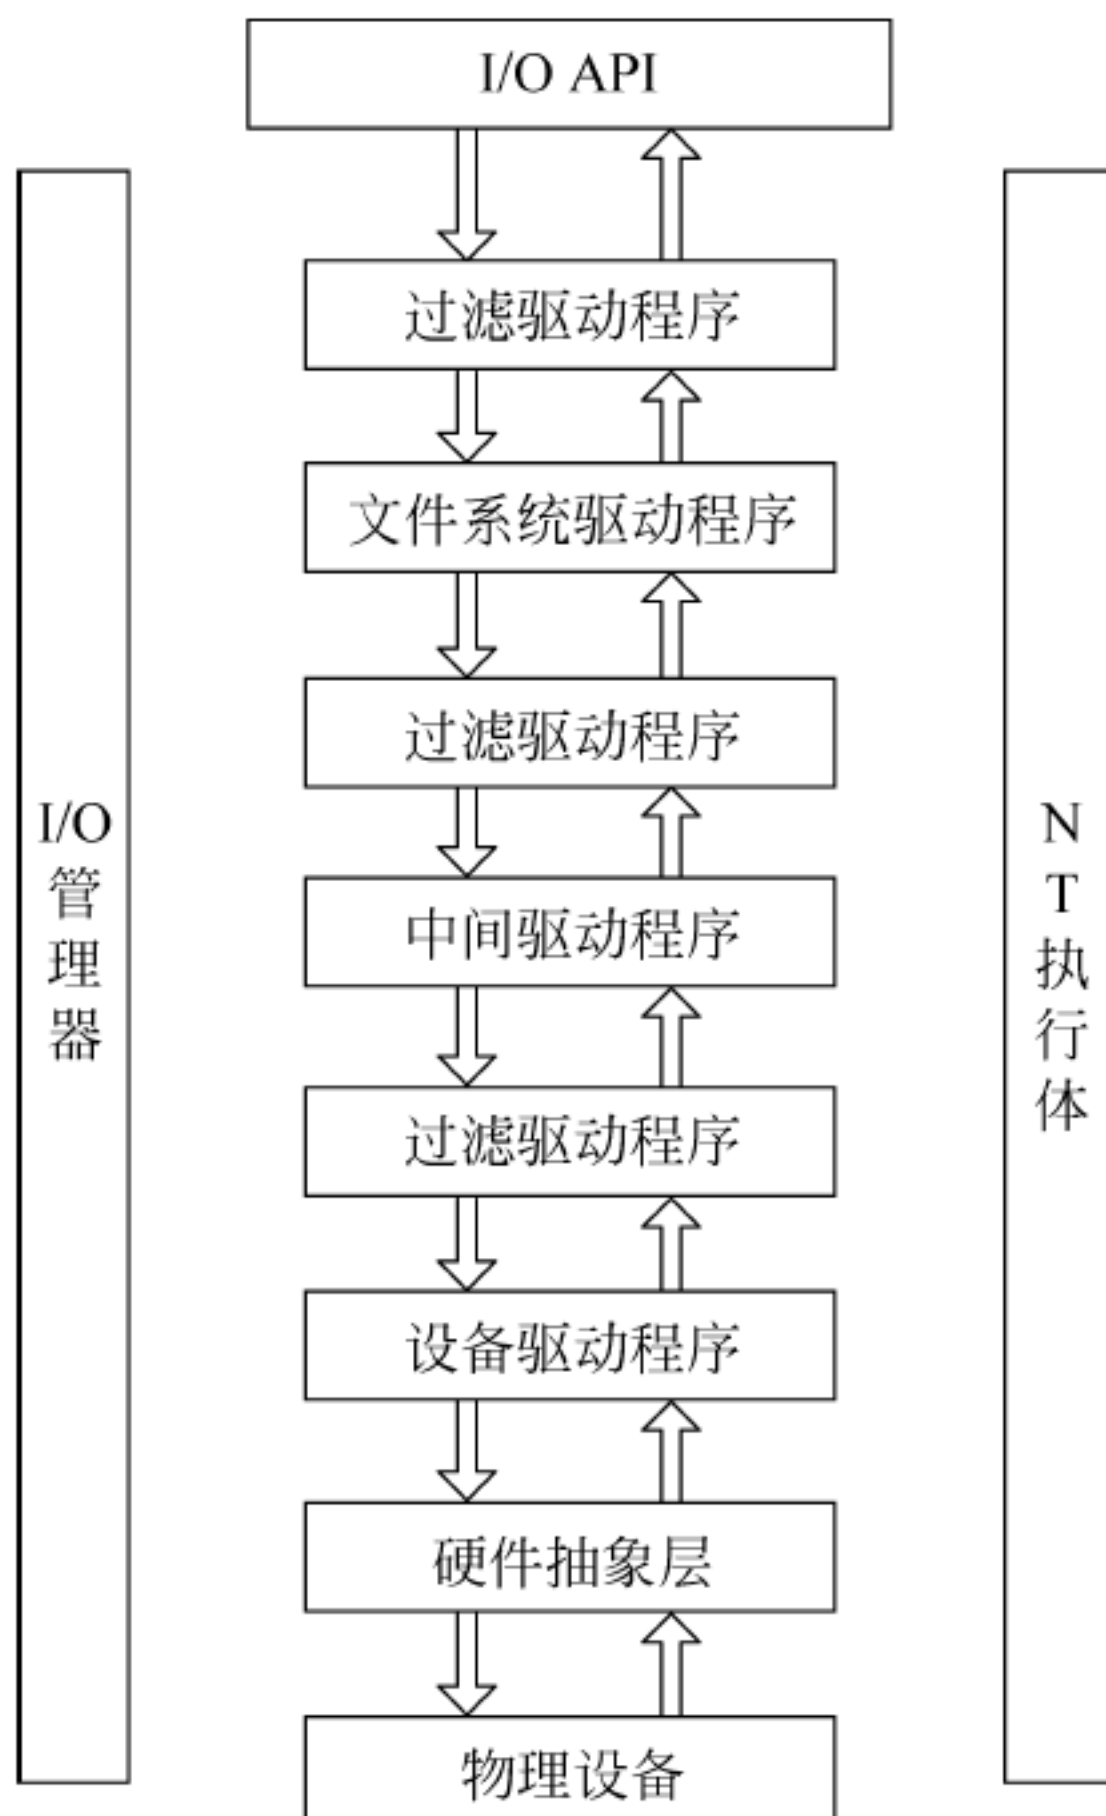 I/O API
过滤驱动程序
文件系统驱动程序
过滤驱动程序
中间驱动程序
过滤驱动程序
设备驱动程序
硬件抽象层
物理设备
I/O
管
理
器
N
T
执
行
体